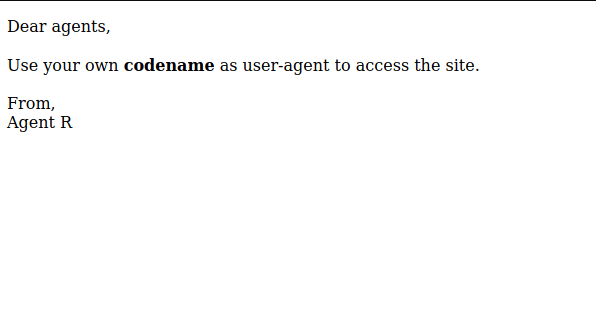 Dear agents,
Use your own codename as user-agent to access the site.
From,
Agent R